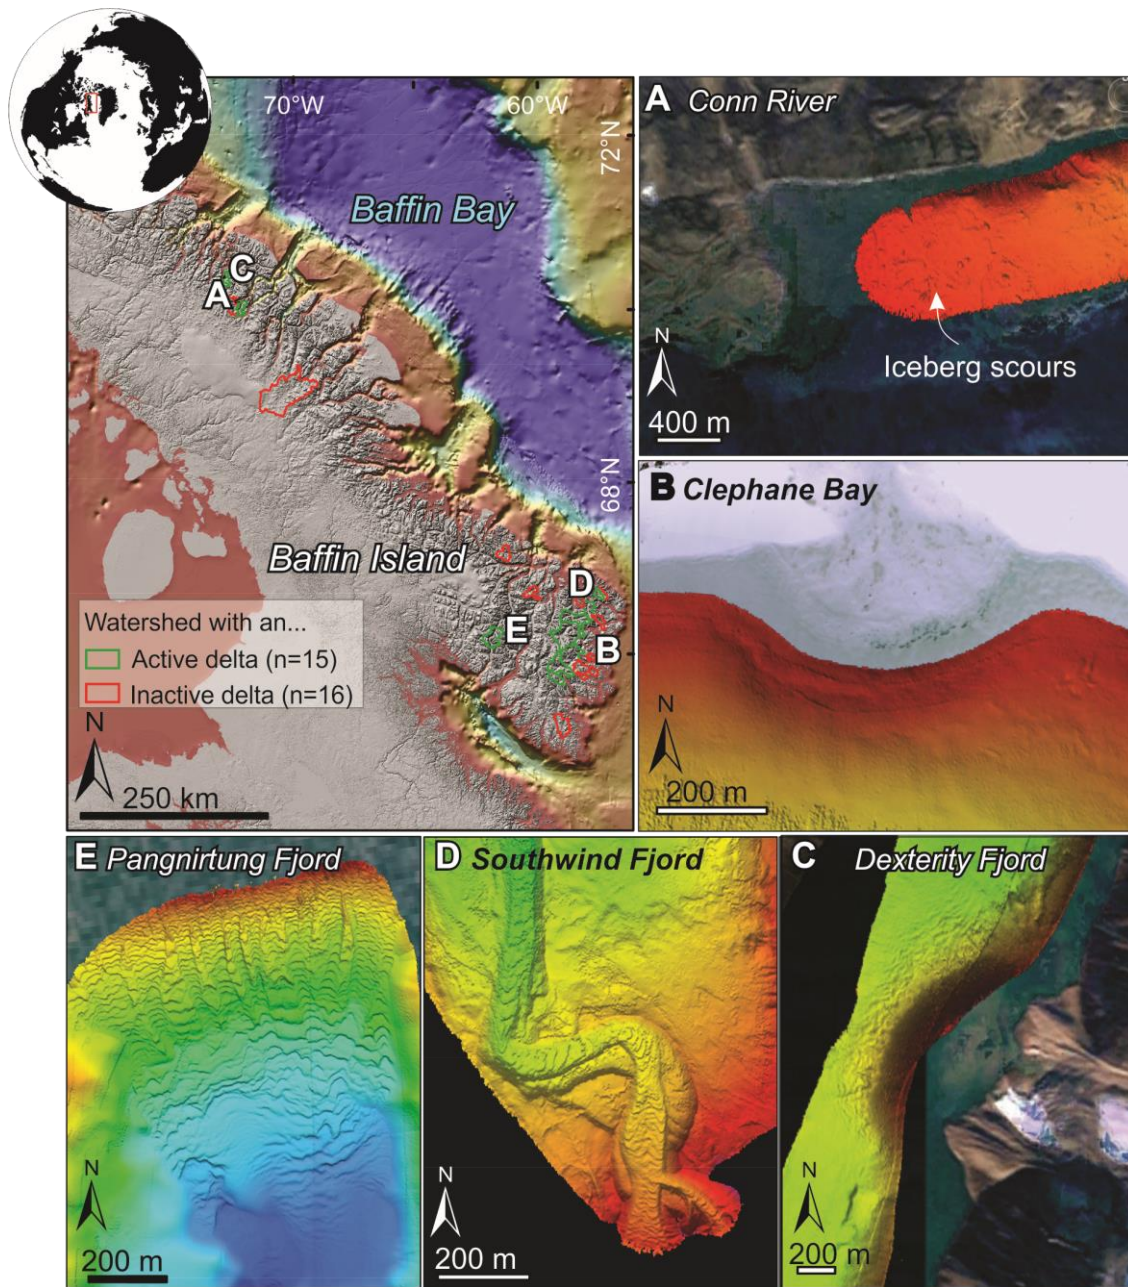 70°W
60°W
72°N
Baffin Bay
C
A
68°N
Baffin Island
D
E
B
Watershed with an...
Active delta (n=15)
Inactive delta (n=16)
N
250 km
A Conn River
Iceberg scours
N
400 m
B Clephane Bay
N
200 m
E Pangnirtung Fjord
N
200 m
D Southwind Fjord
N
200 m
C Dexterity Fjord
N
200 m